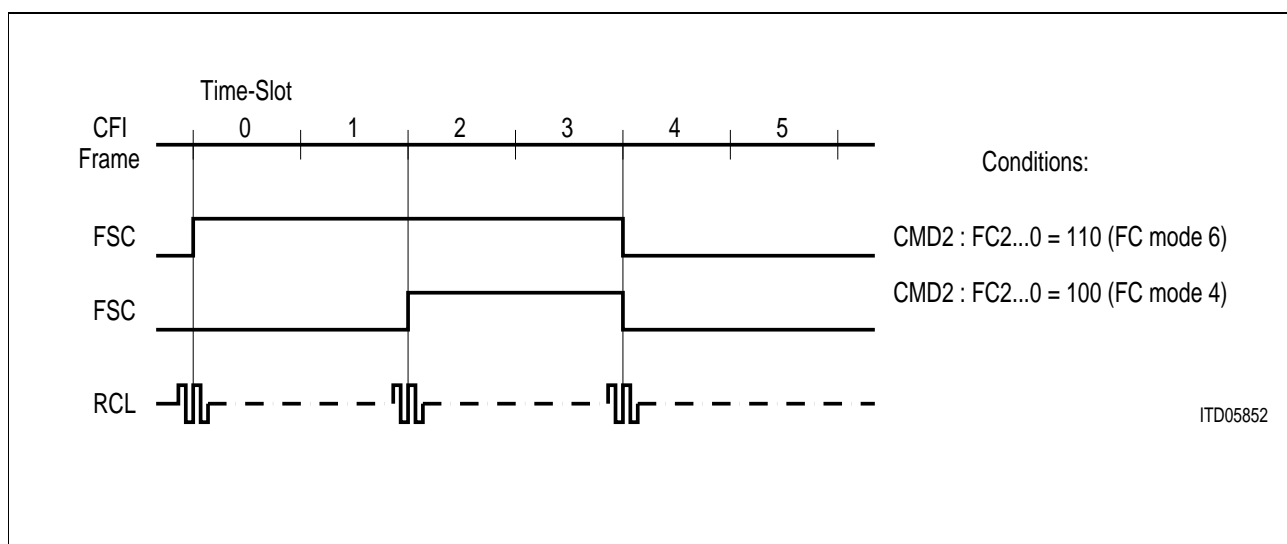 Time-Slot
CFI 0 1 2 3 4 5
Frame
Conditions:
FSC CMD2 : FC2...0 = 110 (FC mode 6)
FSC CMD2 : FC2...0 = 100 (FC mode 4)
RCL
ITD05852